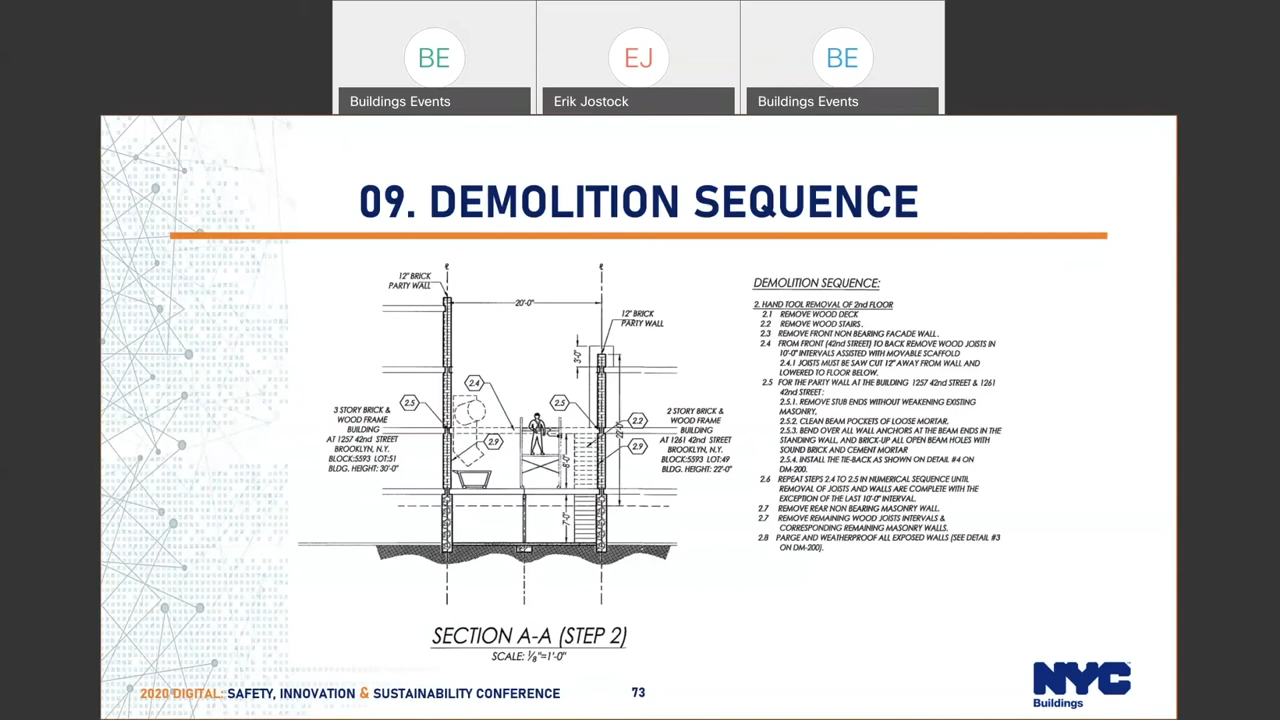 BE
EJ
BE
Buildings Events
Erik Jostock
Buildings Events
09. DEMOLITION SEQUENCE
12" BRICK
PARTY WALL
20'-0"
12" BRICK
PARTY WALL
3'-0"
2.4
2.5
2.5
2.2
22'-0"
2.9
2.9
8'-0"
7'-0"
3 STORY BRICK &
WOOD FRAME
BUILDING
AT 1257 42nd STREET
BROOKLYN, N.Y.
BLOCK:5593 LOT:51
BLDG. HEIGHT: 30'-0"
2 STORY BRICK &
WOOD FRAME
BUILDING
AT 1261 42nd STREET
BROOKLYN, N.Y.
BLOCK:5593 LOT:49
BLDG. HEIGHT: 22'-0"
SECTION A-A (STEP 2)
SCALE: 1/8"=1'-0"
DEMOLITION SEQUENCE:
2. HAND TOOL REMOVAL OF 2nd FLOOR
2.1 REMOVE WOOD DECK
2.2 REMOVE WOOD STAIRS.
2.3 REMOVE FRONT NON BEARING FACADE WALL.
2.4 FROM FRONT (42nd STREET) TO BACK REMOVE WOOD JOISTS IN
10'-0" INTERVALS ASSISTED WITH MOVABLE SCAFFOLD
2.4.1 JOISTS MUST BE SAW CUT 12" AWAY FROM WALL AND
LOWERED TO FLOOR BELOW.
2.5 FOR THE PARTY WALL AT THE BUILDING 1257 42nd STREET & 1261
42nd STREET:
2.5.1. REMOVE STUB ENDS WITHOUT WEAKENING EXISTING
MASONRY.
2.5.2. CLEAN BEAM POCKETS OF LOOSE MORTAR.
2.5.3. BEND OVER ALL WALL ANCHORS AT THE BEAM ENDS IN THE
STANDING WALL, AND BRICK-UP ALL OPEN BEAM HOLES WITH
SOUND BRICK AND CEMENT MORTAR
2.5.4. INSTALL THE TIE-BACK AS SHOWN ON DETAIL #4 ON
DM-200.
2.6 REPEAT STEPS 2.4 TO 2.5 IN NUMERICAL SEQUENCE UNTIL
REMOVAL OF JOISTS AND WALLS ARE COMPLETE WITH THE
EXCEPTION OF THE LAST 10'-0" INTERVAL.
2.7 REMOVE REAR NON BEARING MASONRY WALL.
2.7 REMOVE REMAINING WOOD JOISTS INTERVALS &
CORRESPONDING REMAINING MASONRY WALLS.
2.8 PARGE AND WEATHERPROOF ALL EXPOSED WALLS (SEE DETAIL #3
ON DM-200).
2020 DIGITAL: SAFETY, INNOVATION & SUSTAINABILITY CONFERENCE
73
NYC
Buildings